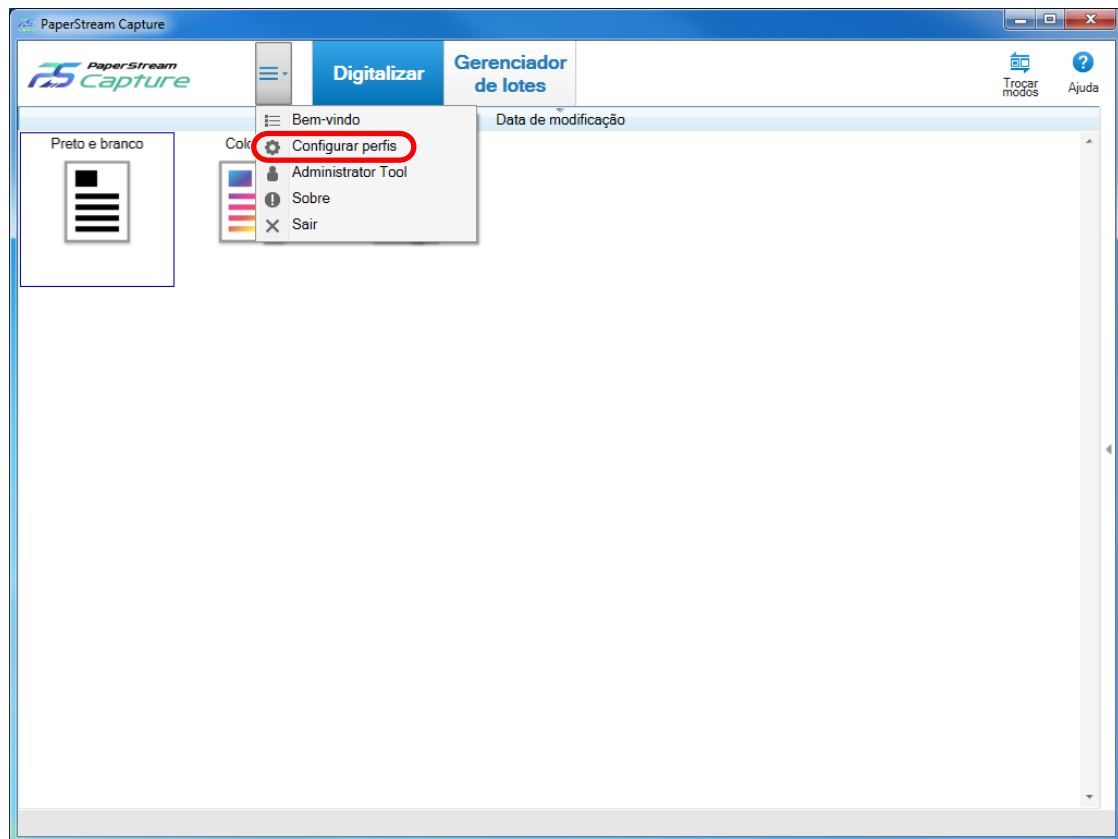 PaperStream Capture
PaperStream
Capture
Digitalizar
Gerenciador
de lotes
Troçar
modos
Ajuda
Data de modificação
Bem-vindo
Configurar perfis
Administrator Tool
Sobre
Sair
Preto e branco